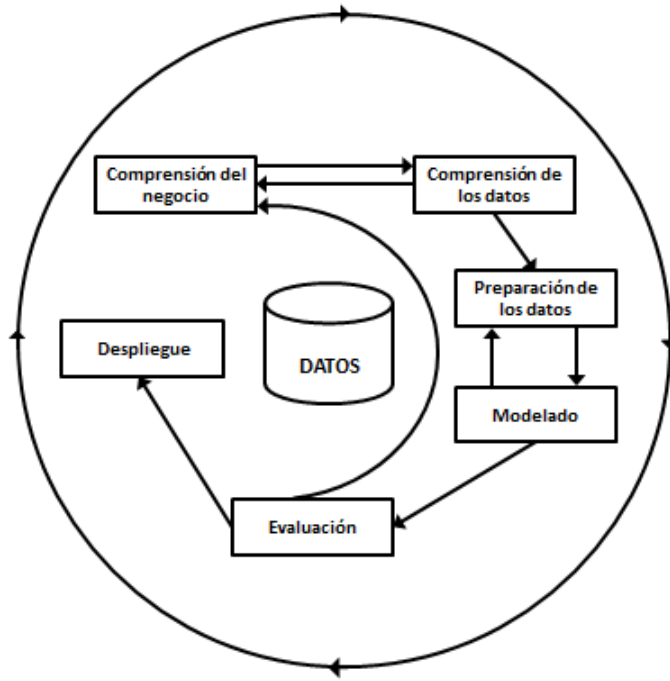 Comprensión del
negocio
Comprensión de
los datos
Preparación de
los datos
Despliegue
DATOS
Modelado
Evaluación